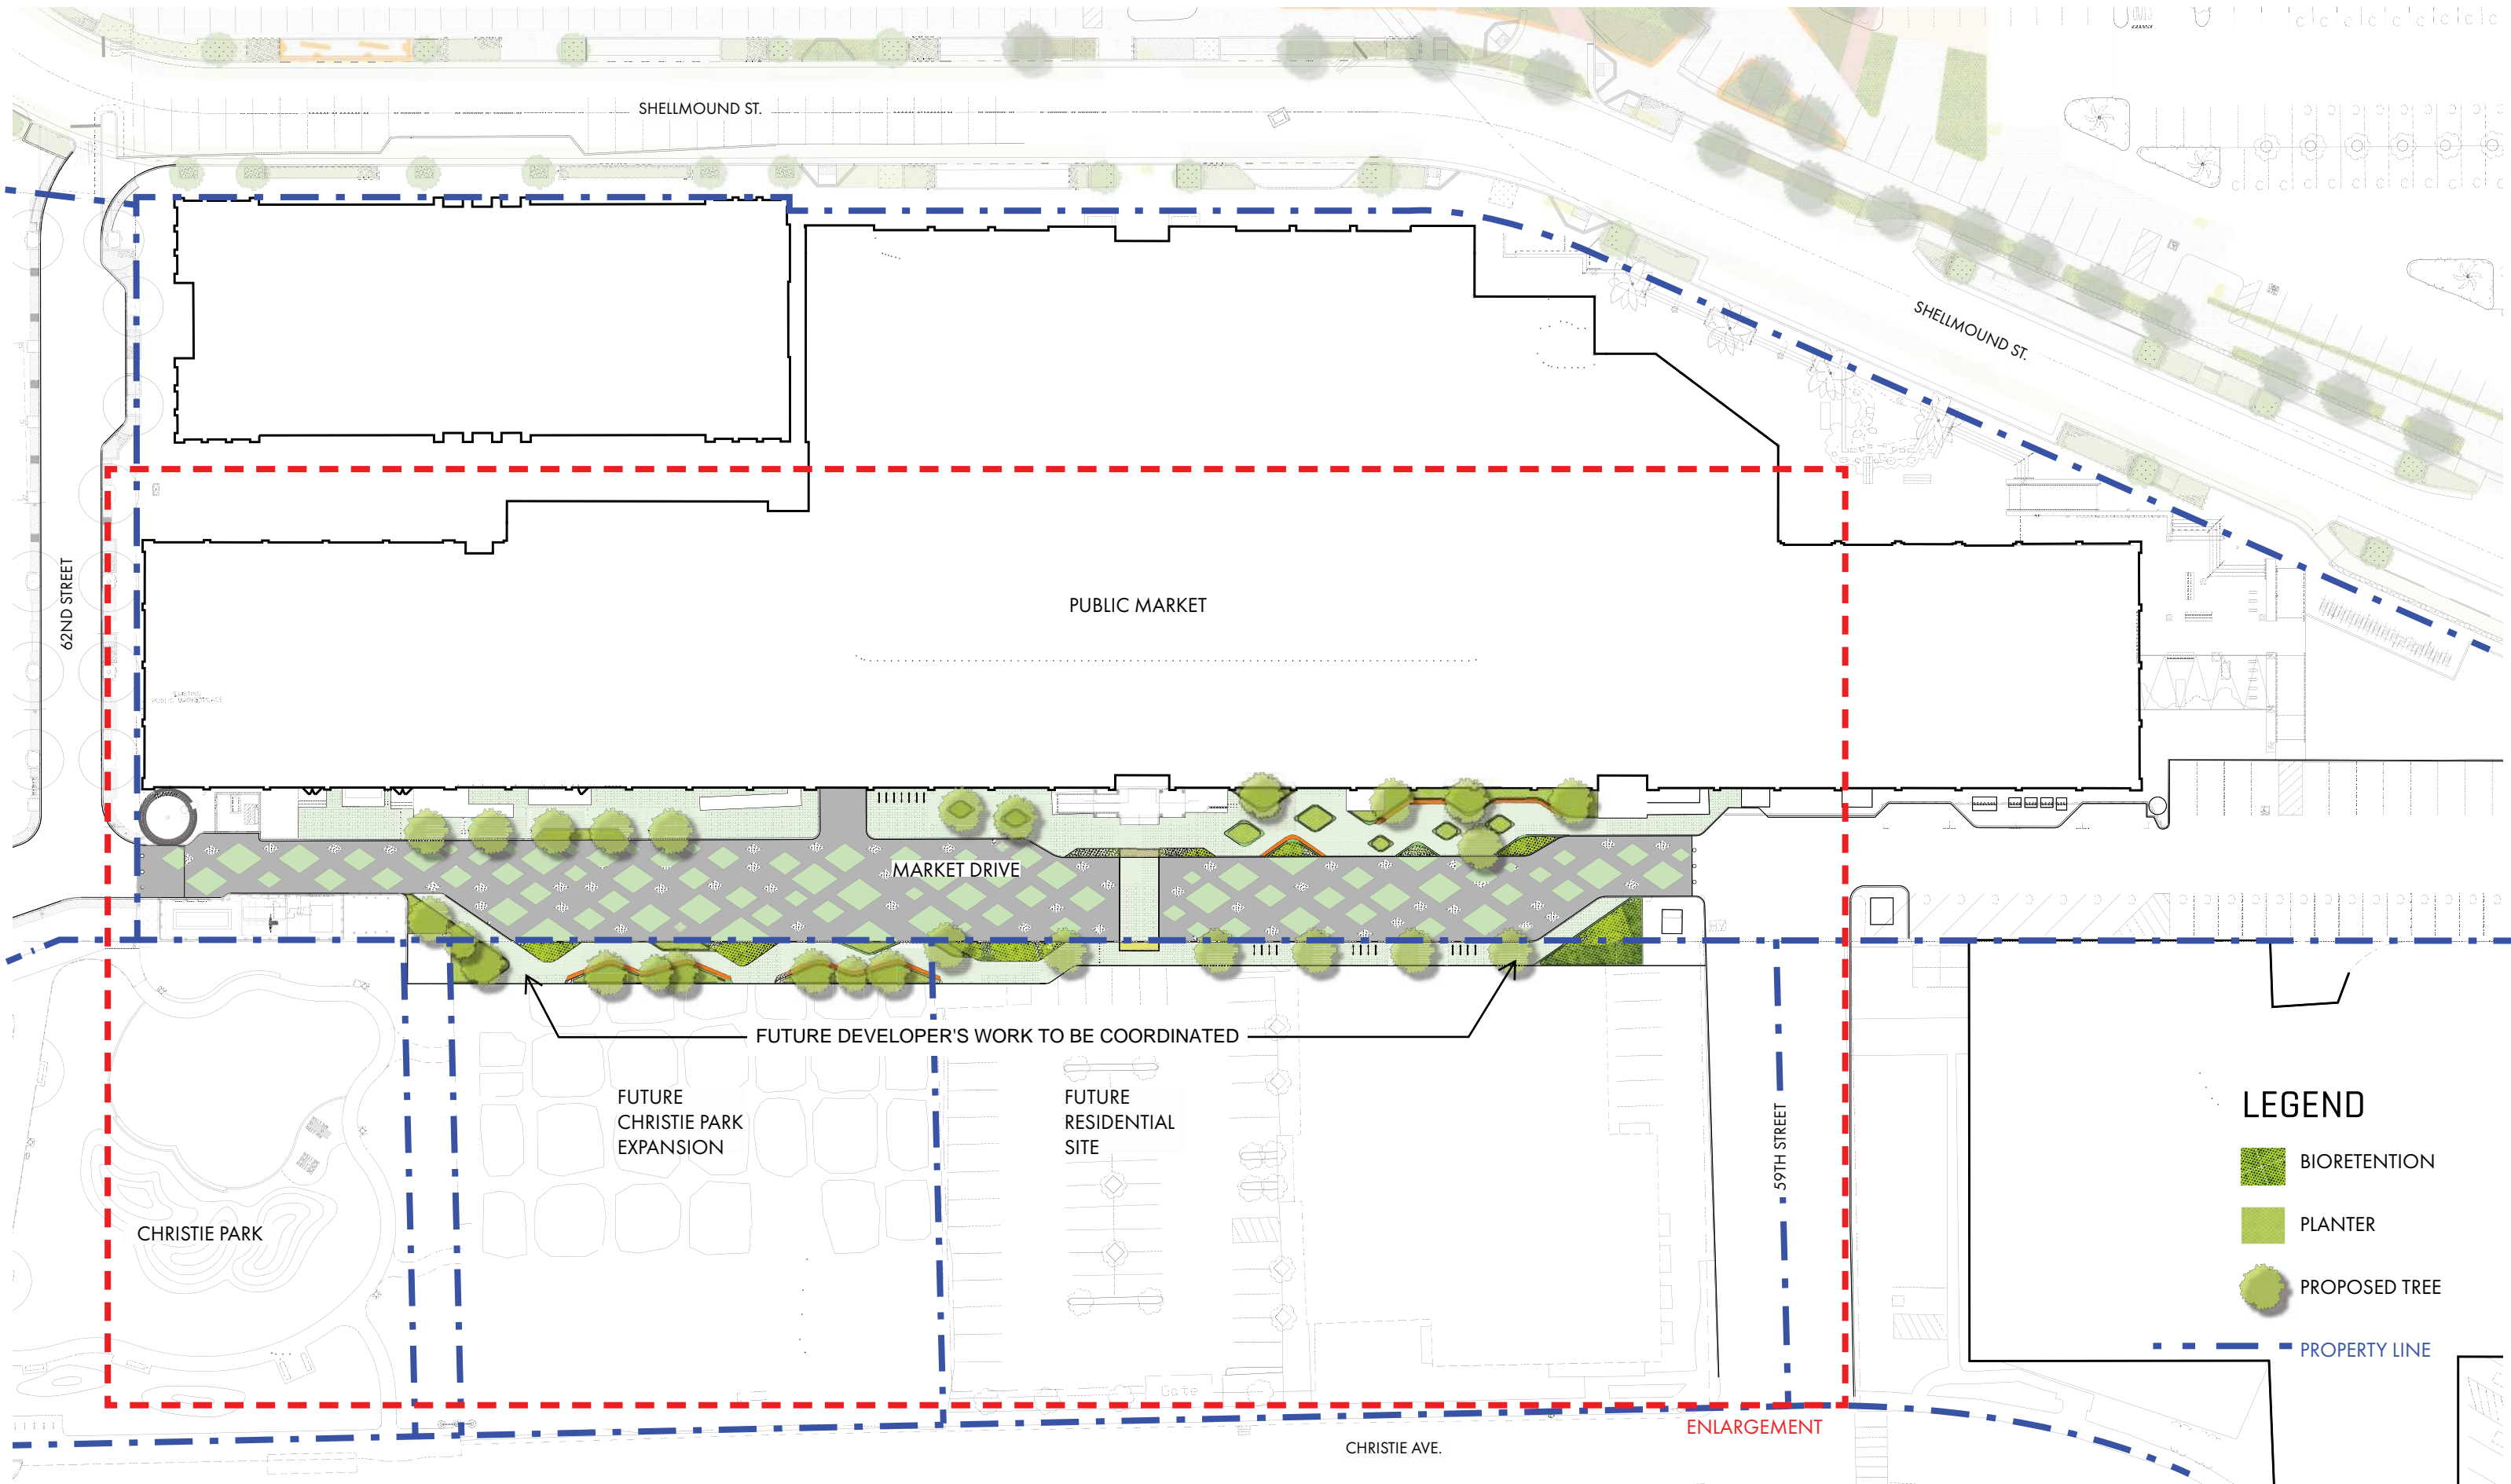 SHELLMOUND ST.
SHELLMOUND ST.
62ND STREET
PUBLIC MARKET
MARKET DRIVE
FUTURE DEVELOPER'S WORK TO BE COORDINATED
FUTURE
CHRISTIE PARK
EXPANSION
FUTURE
RESIDENTIAL
SITE
59TH STREET
CHRISTIE PARK
LEGEND
BIORETENTION
PLANTER
PROPOSED TREE
PROPERTY LINE
Gate
ENLARGEMENT
CHRISTIE AVE.